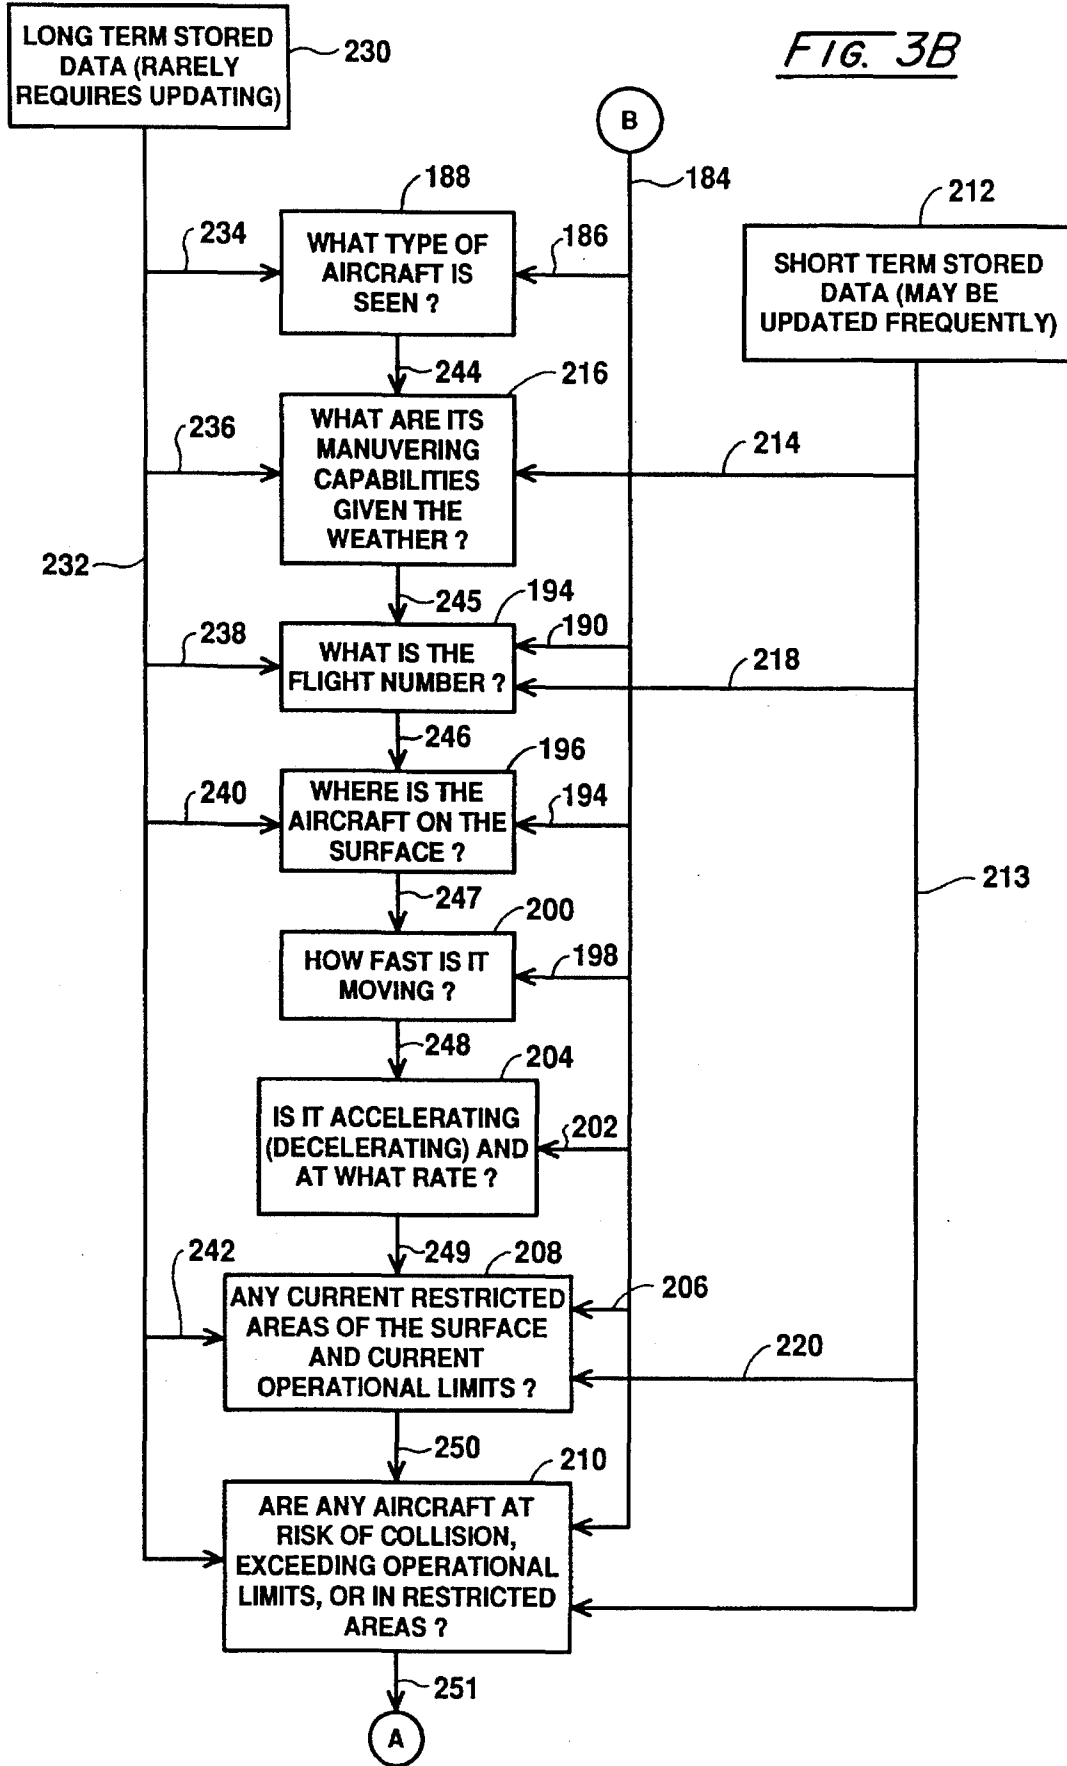 LONG TERM STORED
DATA (RARELY
REQUIRES UPDATING)
230
FIG. 3B
B
184
188
212
234
WHAT TYPE OF
AIRCRAFT IS
SEEN ?
186
SHORT TERM STORED
DATA (MAY BE
UPDATED FREQUENTLY)
244
216
236
WHAT ARE ITS
MANUVERING
CAPABILITIES
GIVEN THE
WEATHER ?
214
232
245
194
238
WHAT IS THE
FLIGHT NUMBER ?
190
218
246
196
240
WHERE IS THE
AIRCRAFT ON THE
SURFACE ?
194
213
247
200
HOW FAST IS IT
MOVING ?
198
248
204
IS IT ACCELERATING
(DECELERATING) AND
AT WHAT RATE ?
202
249
208
242
ANY CURRENT RESTRICTED
AREAS OF THE SURFACE
AND CURRENT
OPERATIONAL LIMITS ?
206
220
250
210
ARE ANY AIRCRAFT AT
RISK OF COLLISION,
EXCEEDING OPERATIONAL
LIMITS, OR IN RESTRICTED
AREAS ?
251
A